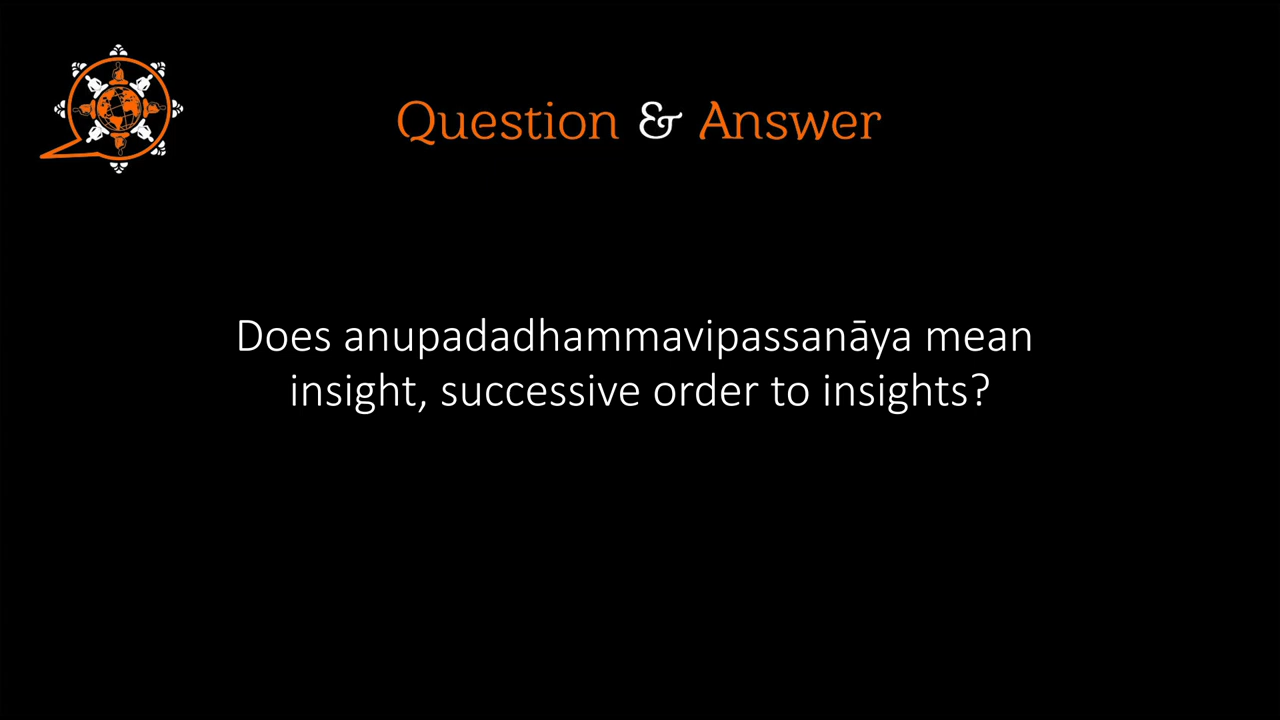 Question & Answer
Does anupadadhammavipassanāya mean
insight, successive order to insights?